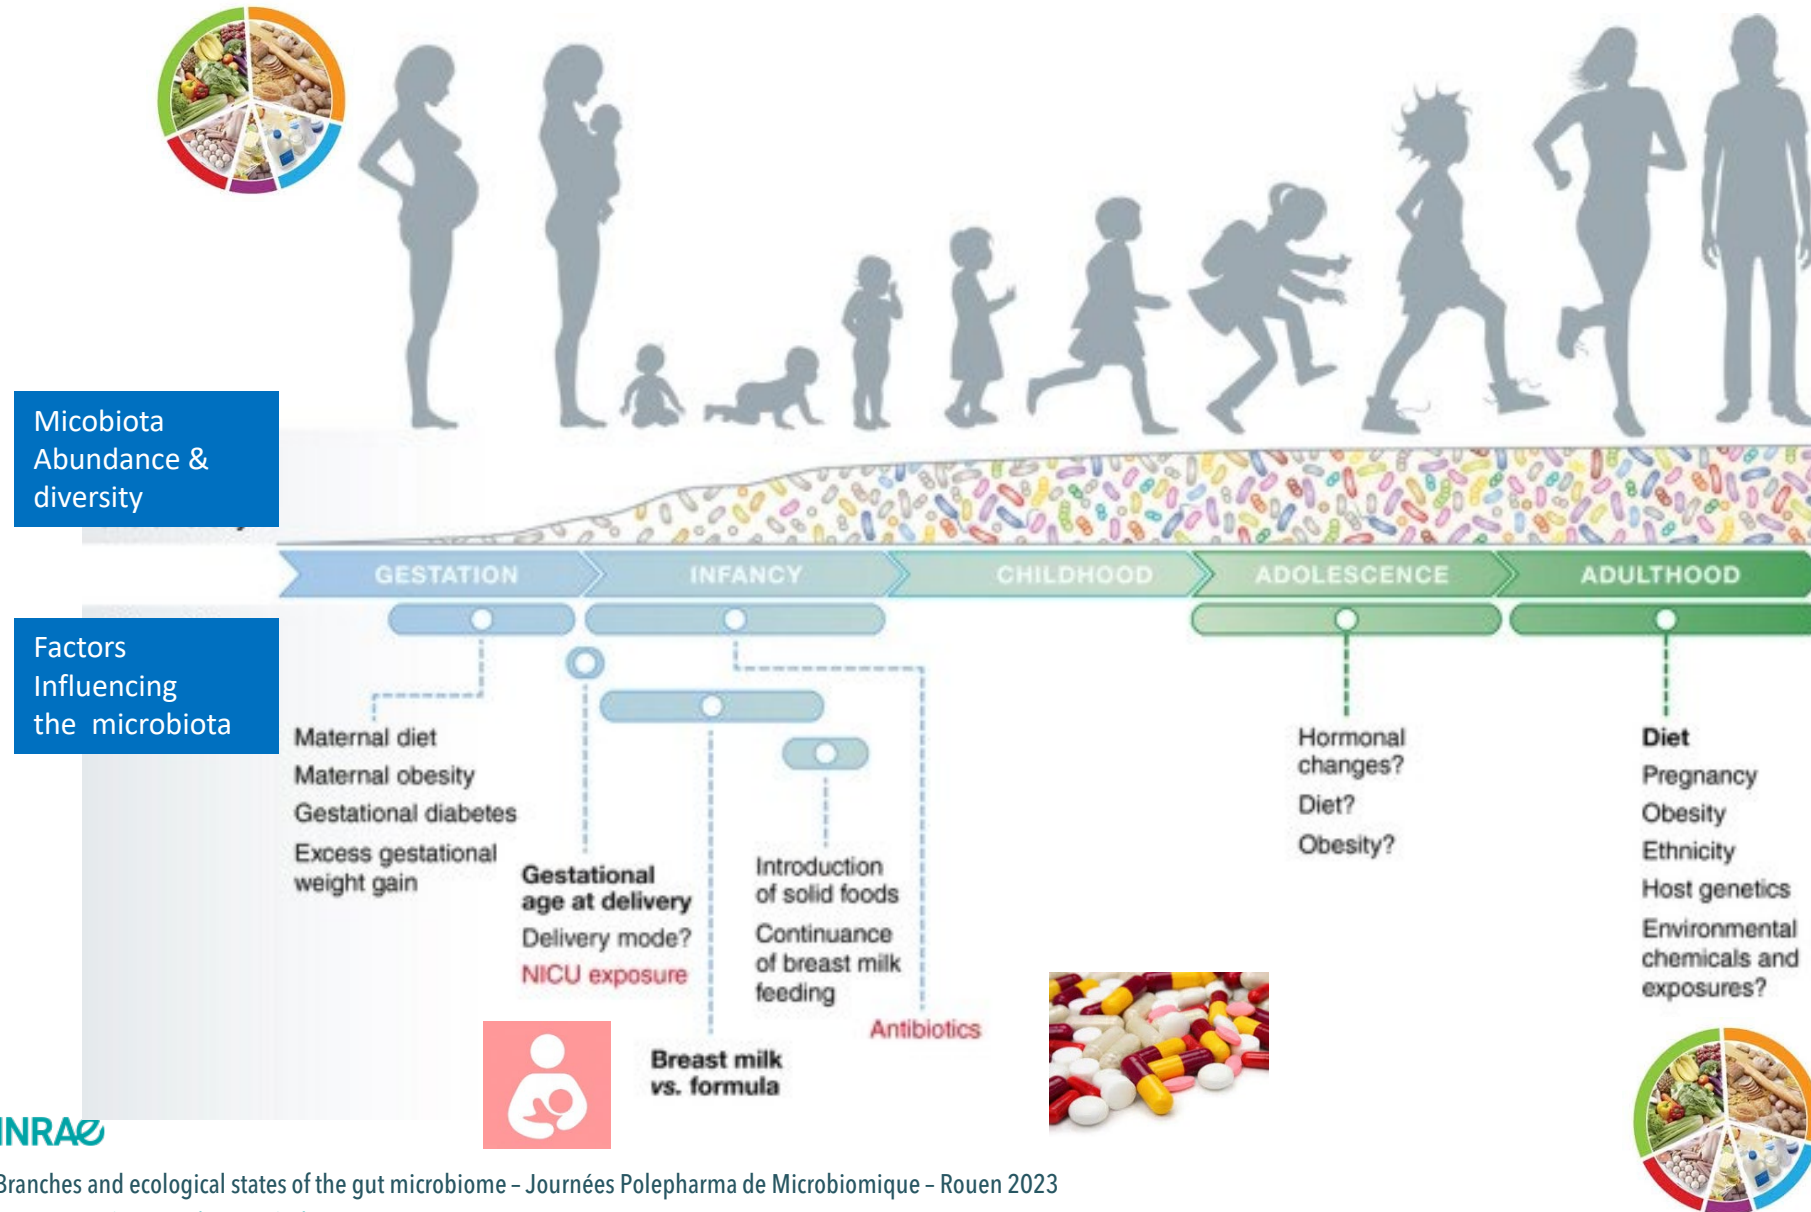 Micobiota
Abundance &
diversity
GESTATION
INFANCY
CHILDHOOD
ADOLESCENCE
ADULTHOOD
Factors
Influencing
the microbiota
Maternal diet
Maternal obesity
Gestational diabetes
Excess gestational
weight gain
Gestational
age at delivery
Delivery mode?
NICU exposure
Breast milk
vs. formula
Introduction
of solid foods
Continuance
of breast milk
feeding
Antibiotics
Hormonal
changes?
Diet?
Obesity?
Diet
Pregnancy
Obesity
Ethnicity
Host genetics
Environmental
chemicals and
exposures?
INRAE
Branches and ecological states of the gut microbiome – Journées Polepharma de Microbiomique – Rouen 2023